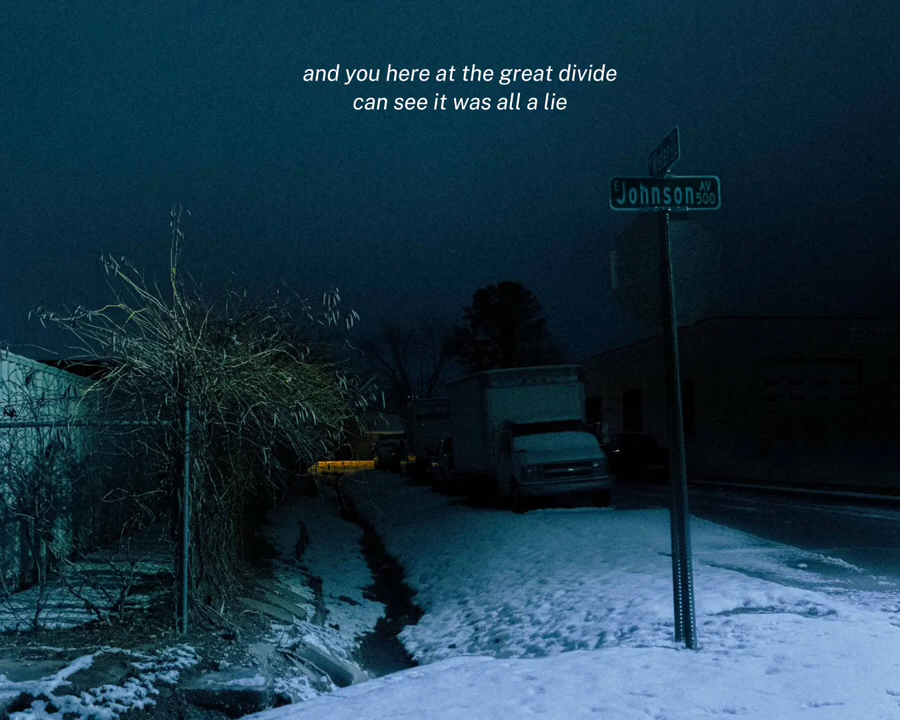 and you here at the great divide
can see it was all a lie
E Johnson AV 500